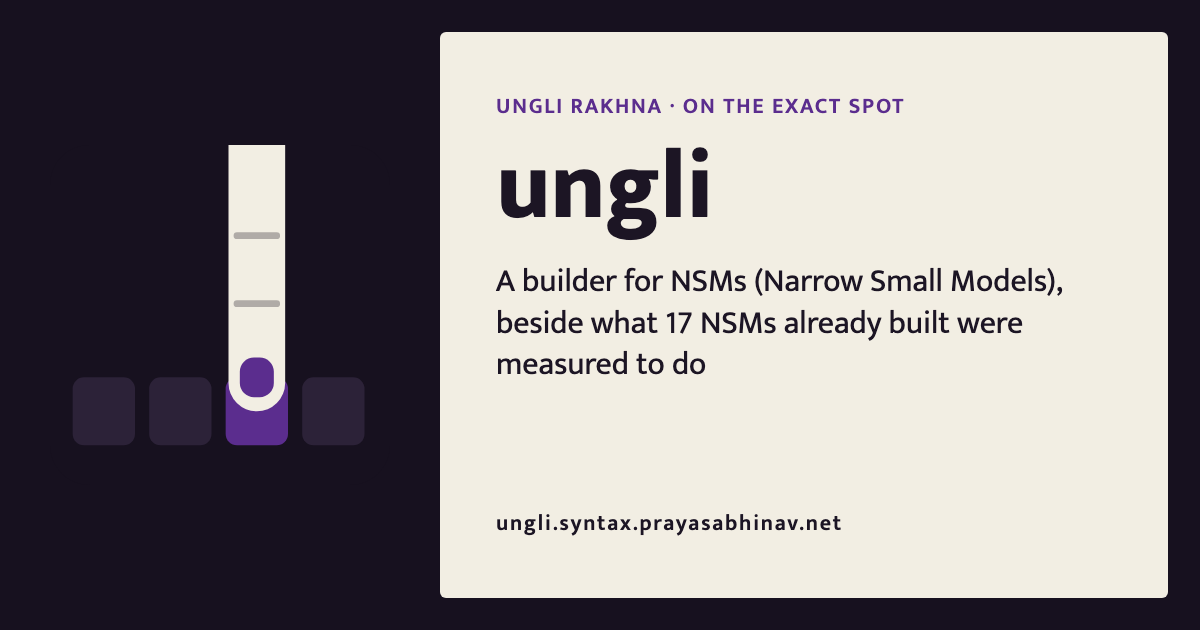 UNGLI RAKHNA · ON THE EXACT SPOT
ungli
A builder for NSMs (Narrow Small Models),
beside what 17 NSMs already built were
measured to do
ungli.syntax.prayasabhinav.net